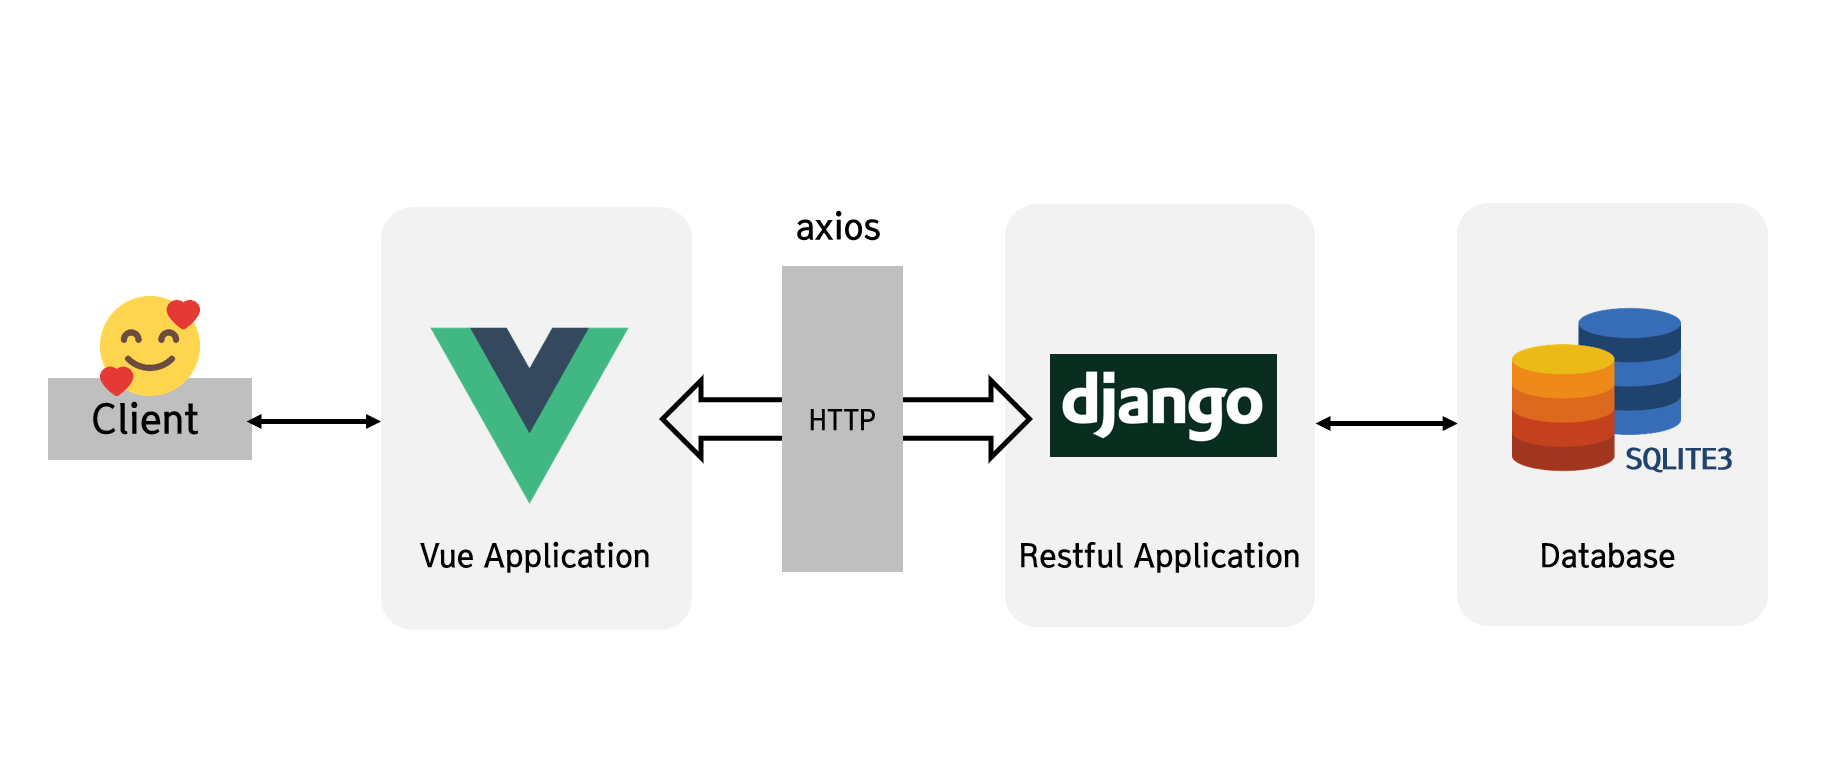 axios
Client
HTTP
django
SQLITE3
Vue Application
Restful Application
Database